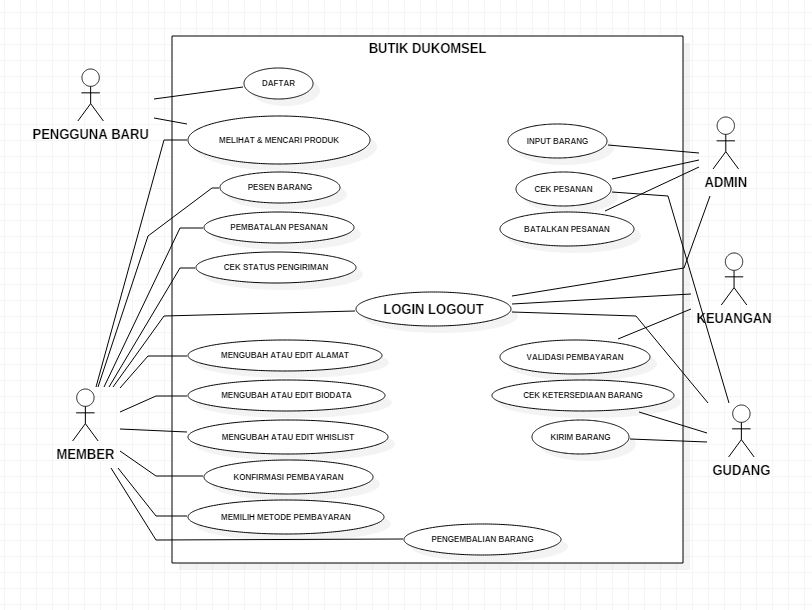 BUTIK DUKOMSEL
PENGGUNA BARU
DAFTAR
MELIHAT & MENCARI PRODUK
PESEN BARANG
PEMBATALAN PESANAN
CEK STATUS PENGIRIMAN
INPUT BARANG
CEK PESANAN
BATALKAN PESANAN
ADMIN
LOGIN LOGOUT
KEUANGAN
MENGUBAH ATAU EDIT ALAMAT
MENGUBAH ATAU EDIT BIODATA
MENGUBAH ATAU EDIT WHISLIST
KONFIRMASI PEMBAYARAN
MEMILIH METODE PEMBAYARAN
MEMBER
VALIDASI PEMBAYARAN
CEK KETERSEDIAAN BARANG
KIRIM BARANG
GUDANG
PENGEMBALIAN BARANG